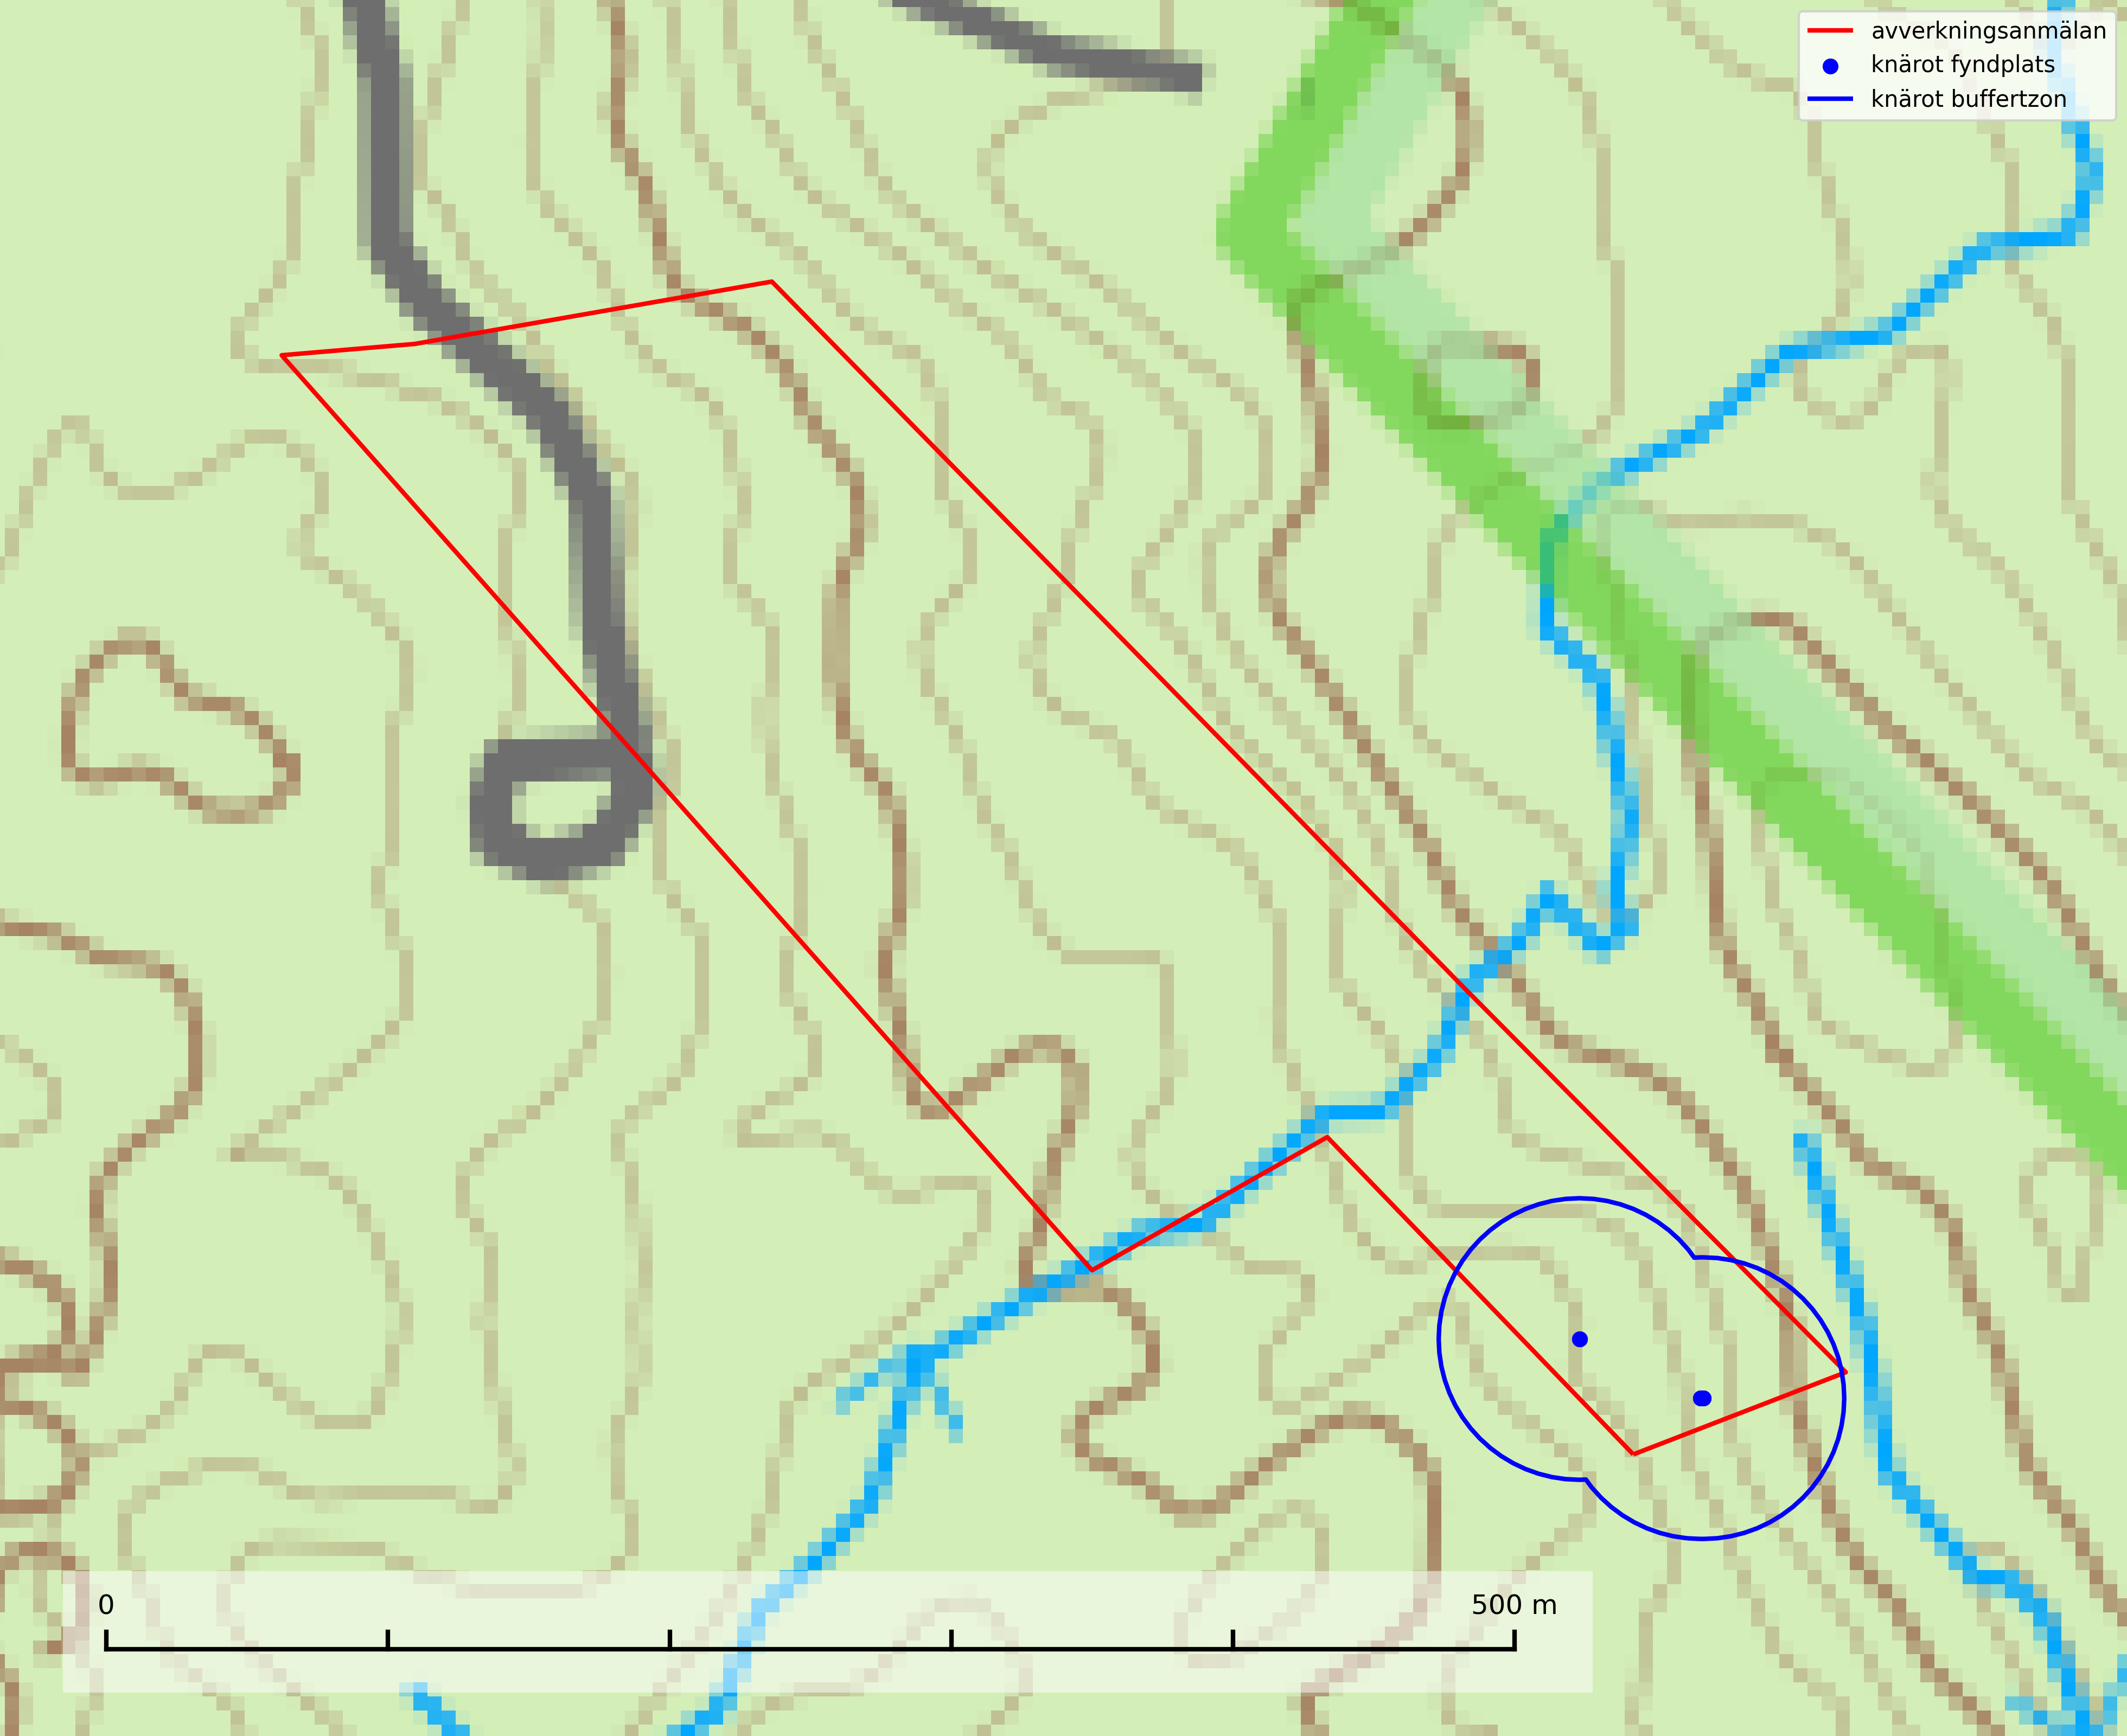 avverkningsanmälan
knärot fyndplats
knärot buffertzon
0 500 m